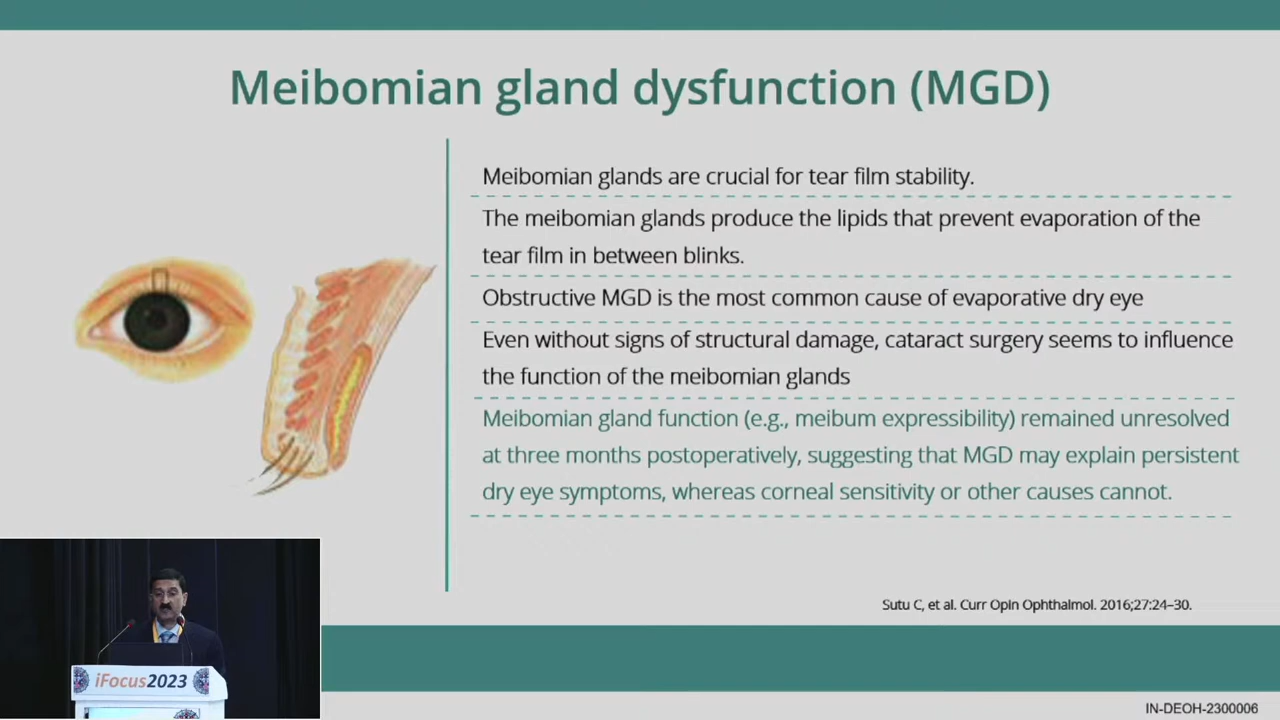 Meibomian gland dysfunction (MGD)
Meibomian glands are crucial for tear film stability.
The meibomian glands produce the lipids that prevent evaporation of the
tear film in between blinks.
Obstructive MGD is the most common cause of evaporative dry eye
Even without signs of structural damage, cataract surgery seems to influence
the function of the meibomian glands
Meibomian gland function (e.g., meibum expressibility) remained unresolved
at three months postoperatively, suggesting that MGD may explain persistent
dry eye symptoms, whereas corneal sensitivity or other causes cannot.
Sutu C, et al. Curr Opin Ophthalmol. 2016;27:24–30.
iFocus2023
IN-DEOH-2300006